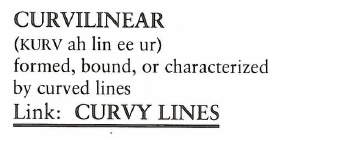 CURVILINEAR
(KURV ah lin ee ur)
formed, bound, or characterized
by curved lines
Link: CURVY LINES